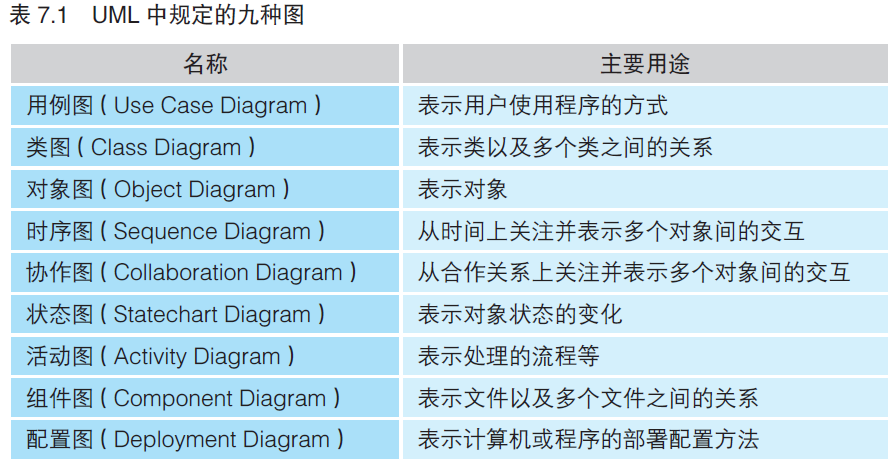 表 7.1 UML 中规定的九种图
名称 主要用途
用例图（Use Case Diagram） 表示用户使用程序的方式
类图（Class Diagram） 表示类以及多个类之间的关系
对象图（Object Diagram） 表示对象
时序图（Sequence Diagram） 从时间上关注并表示多个对象间的交互
协作图（Collaboration Diagram） 从合作关系上关注并表示多个对象间的交互
状态图（Statechart Diagram） 表示对象状态的变化
活动图（Activity Diagram） 表示处理的流程等
组件图（Component Diagram） 表示文件以及多个文件之间的关系
配置图（Deployment Diagram） 表示计算机或程序的部署配置方法